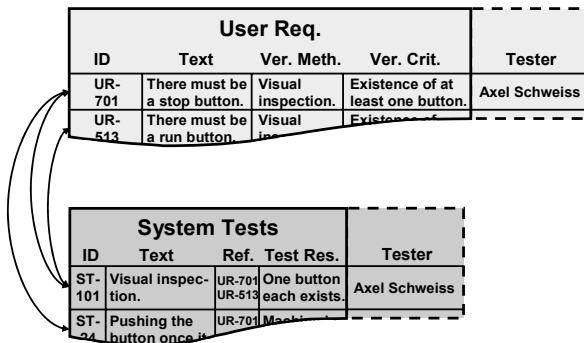 User Req.
ID Text Ver. Meth. Ver. Crit. Tester
UR- There must be Visual Existence of at Axel Schweiss
701 a stop button. inspection. least one button.
UR- There must be Visual Existence of
513 a run button.
System Tests
ID Text Ref. Test Res. Tester
ST- Visual inspec- UR-701 One button Axel Schweiss
101 tion. UR-513 each exists.
ST- Pushing the UR-701
24 button once it